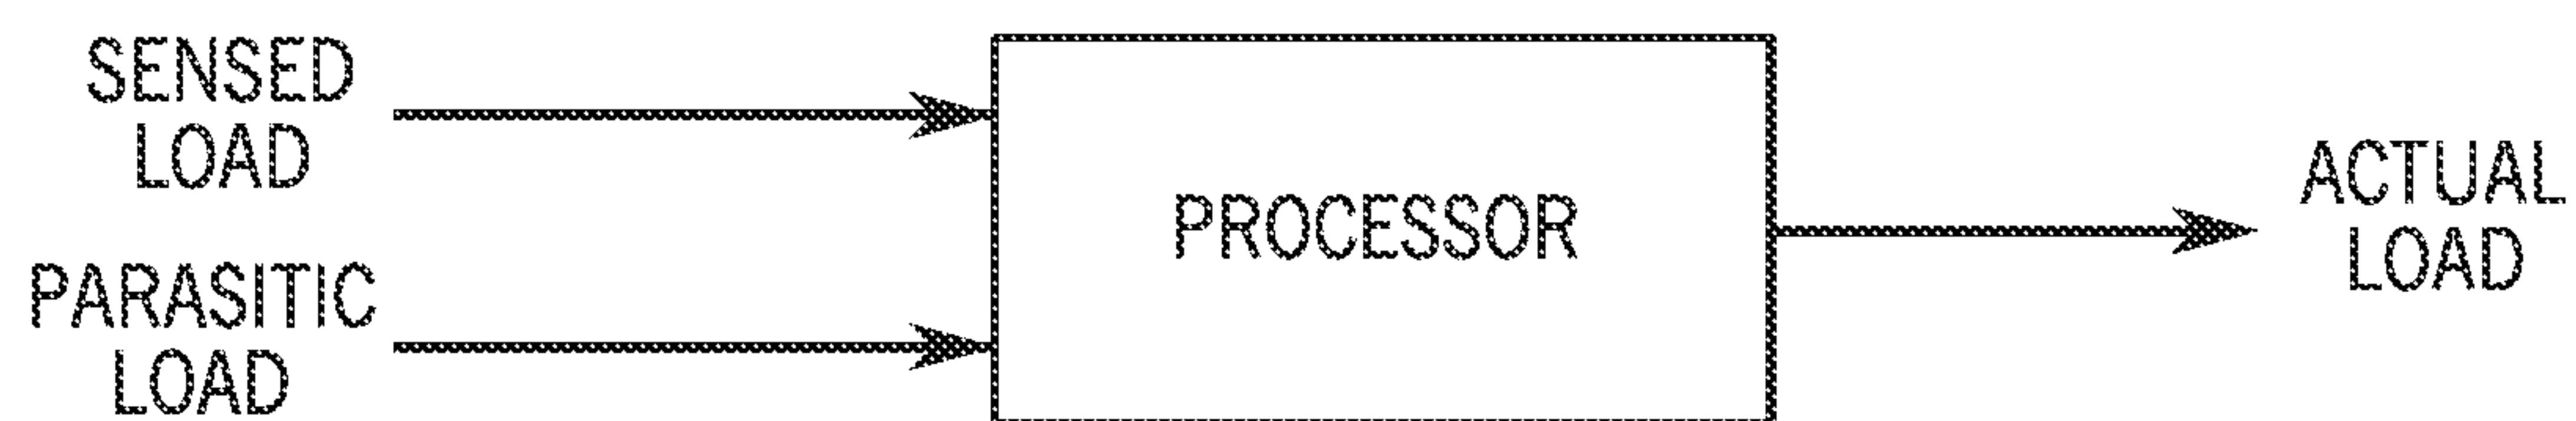 SENSED
LOAD
PARASITIC
LOAD
PROCESSOR
ACTUAL
LOAD